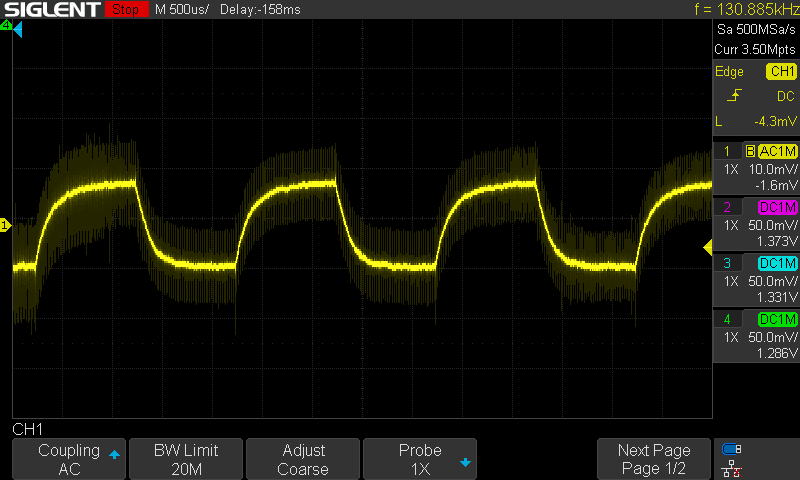 SIGLENT Stop M 500us/ Delay:-158ms f = 130.885kHz
Sa 500MSa/s
Curr 3.50Mpts
4
Edge CH1
DC
L -4.3mV
1 B AC1M
1X 10.0mV/
-1.6mV
2 DC1M
1X 50.0mV/
1.373V
1
3 DC1M
1X 50.0mV/
1.331V
4 DC1M
1X 50.0mV/
1.286V
CH1
Coupling
AC
BW Limit
20M
Adjust
Coarse
Probe
1X
Next Page
Page 1/2